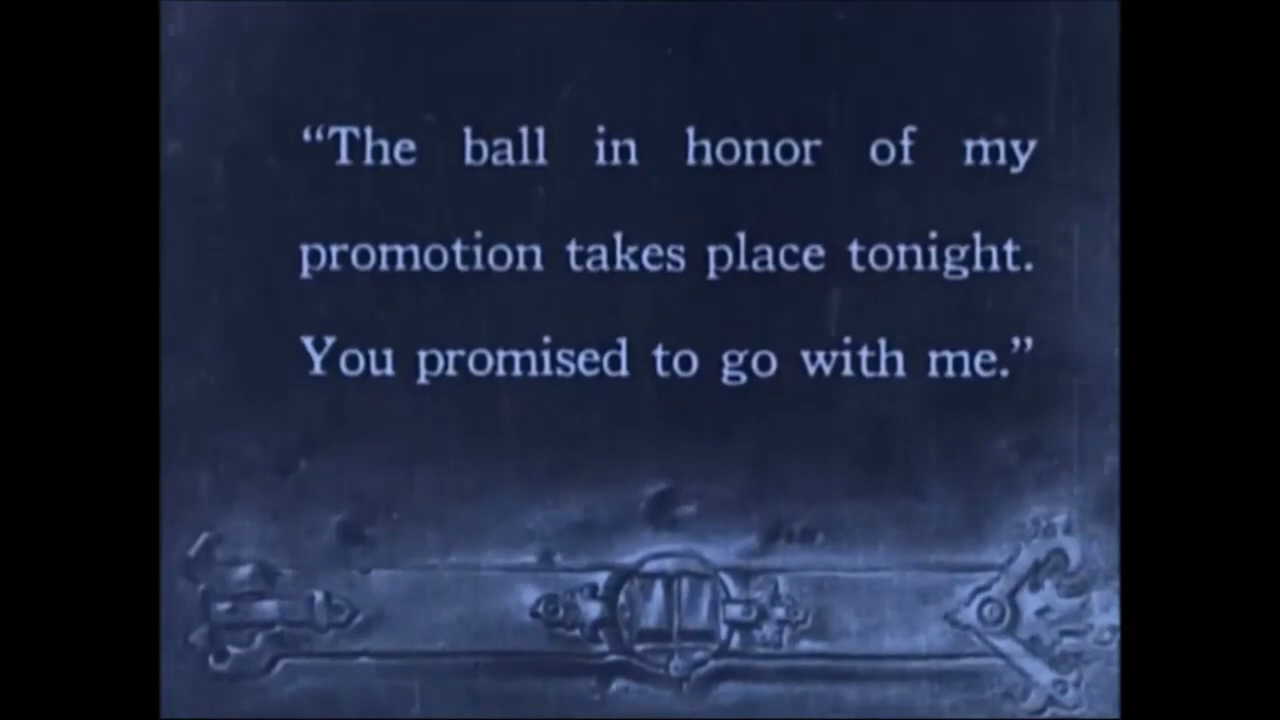 “The ball in honor of my
promotion takes place tonight.
You promised to go with me.”